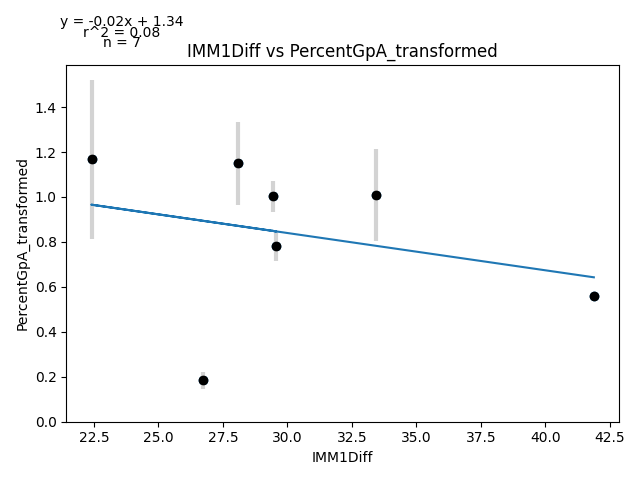 y = -0.02x + 1.34
r^2 = 0.08
n = 7
IMM1Diff vs PercentGpA_transformed
PercentGpA_transformed
1.4
1.2
1.0
0.8
0.6
0.4
0.2
0.0
22.5 25.0 27.5 30.0 32.5 35.0 37.5 40.0 42.5
IMM1Diff